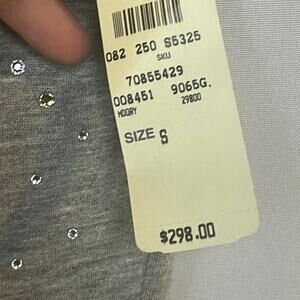 082 250 S5325
SKU
70855429
008451 9065G.
MDGRY 29800
SIZE S
$298.00